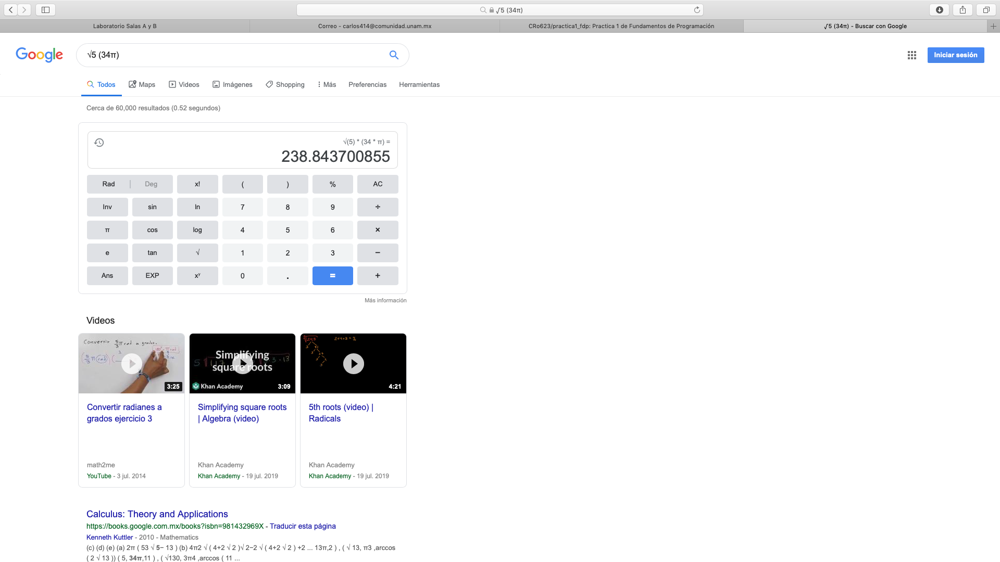 √5 (34π)
Laboratorio Salas A y B
Correo - carlos414@comunidad.unam.mx
CRo623/practica1_fdp: Practica 1 de Fundamentos de Programación
√5 (34π) - Buscar con Google
Google
√5 (34π)
Iniciar sesión
Todos
Maps
Videos
Imágenes
Shopping
Más
Preferencias
Herramientas
Cerca de 60,000 resultados (0.52 segundos)
√(5) * (34 * π) =
238.843700855
Rad | Deg x! ( ) % AC
Inv sin ln 7 8 9 ÷
π cos log 4 5 6 ×
e tan √ 1 2 3 −
Ans EXP xʸ 0 . = +
Más información
Videos
Convertir 5/3 π rad a grados.
3:25
Convertir radianes a
grados ejercicio 3
math2me
YouTube - 3 jul. 2014
Simplifying
square roots
Khan Academy
3:09
Simplifying square roots
| Algebra (video)
Khan Academy
Khan Academy - 19 jul. 2019
2+4+3 = 9
4:21
5th roots (video) |
Radicals
Khan Academy
Khan Academy - 19 jul. 2019
Calculus: Theory and Applications
https://books.google.com.mx/books?isbn=981432969X - Traducir esta página
Kenneth Kuttler - 2010 - Mathematics
(c) (d) (e) (a) 2π ( 53 √ 5− 13 ) (b) 4π2 √ ( 4+2 √ 2 )√ 2−2 √ ( 4+2 √ 2 ) +2 ... 13π,2 ) , ( √ 13, π3 ,arccos
( 2 √ 13 )) ( 5, 34π,11 ) , ( √130, 3π4 ,arccos ( 11 ...